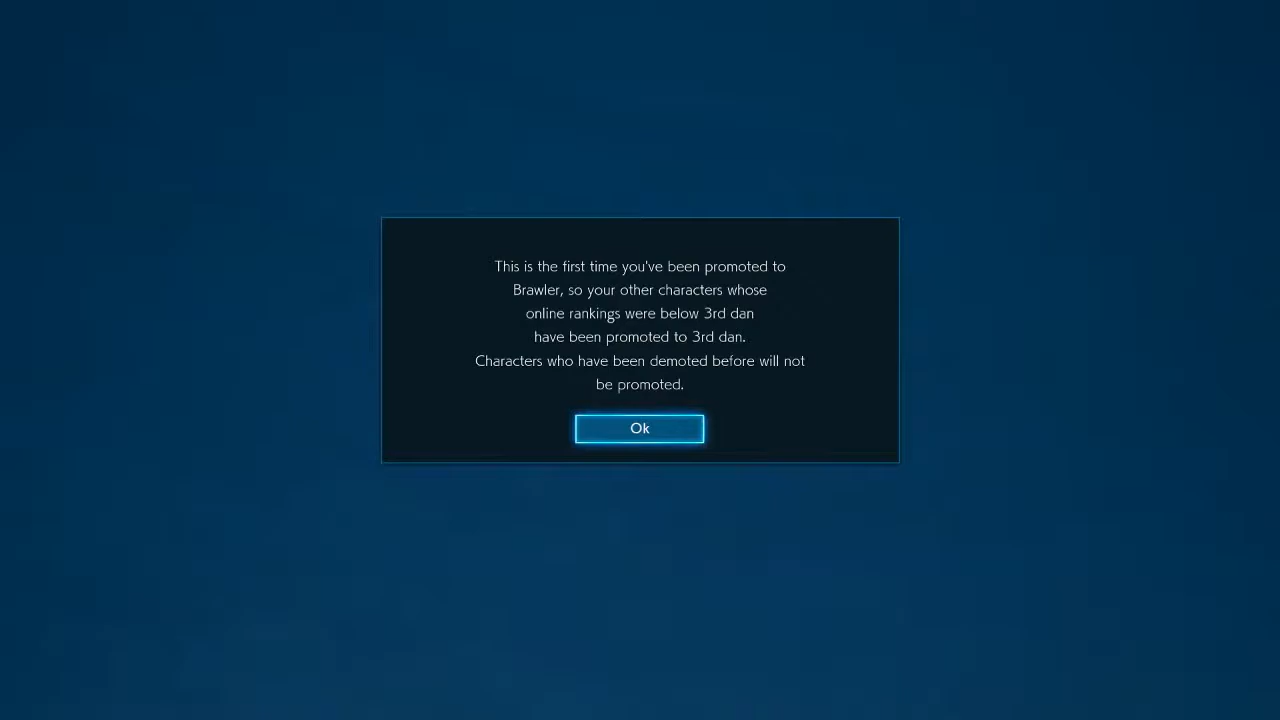 This is the first time you've been promoted to
Brawler, so your other characters whose
online rankings were below 3rd dan
have been promoted to 3rd dan.
Characters who have been demoted before will not
be promoted.
Ok